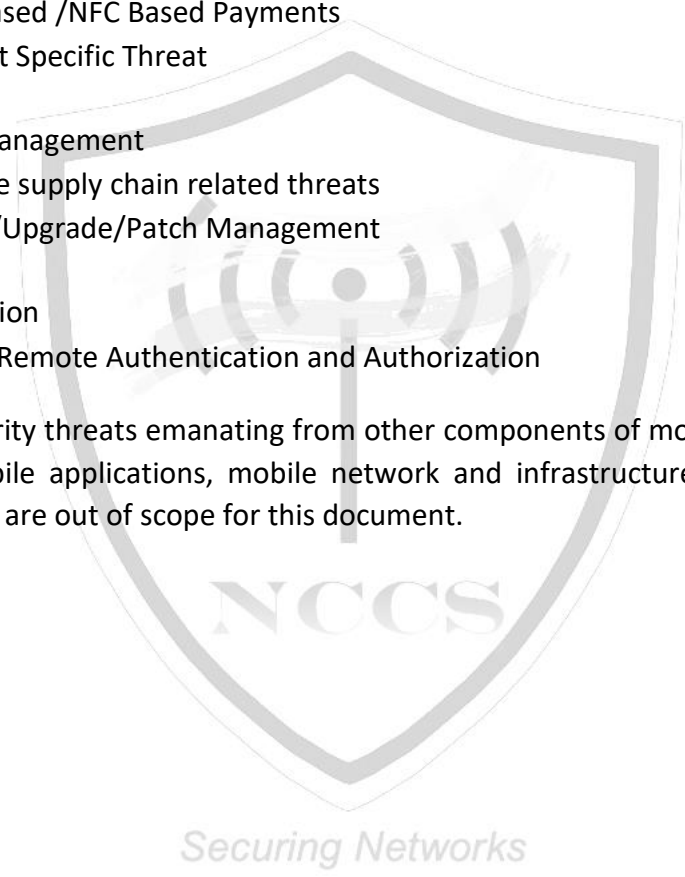 ased /NFC Based Payments
t Specific Threat
anagement
e supply chain related threats
/Upgrade/Patch Management
ion
Remote Authentication and Authorization
rity threats emanating from other components of mo
bile applications, mobile network and infrastructure
are out of scope for this document.
NCCS
Securing Networks